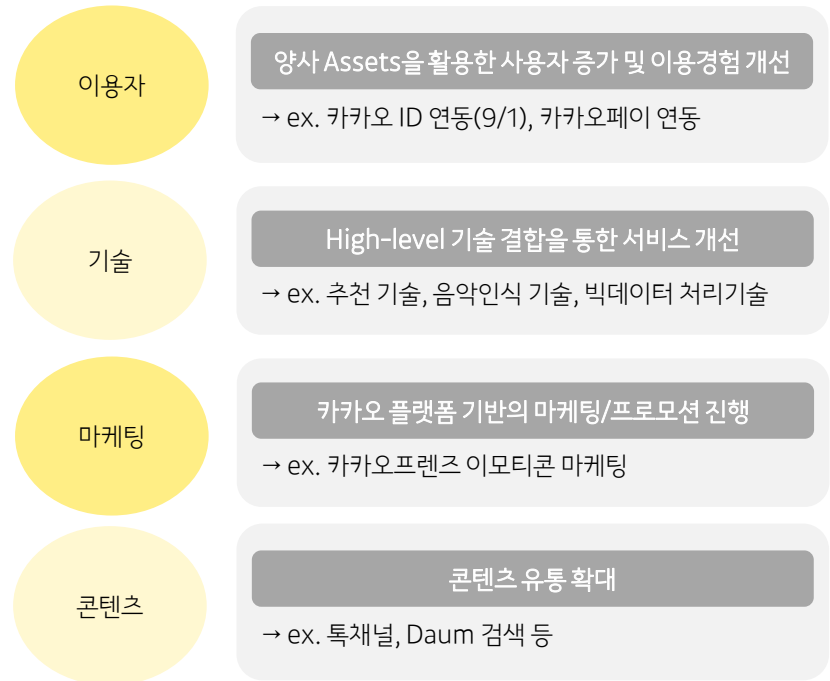 이용자
양사 Assets을 활용한 사용자 증가 및 이용경험 개선
→ ex. 카카오 ID 연동(9/1), 카카오페이 연동
기술
High-level 기술 결합을 통한 서비스 개선
→ ex. 추천 기술, 음악인식 기술, 빅데이터 처리기술
마케팅
카카오 플랫폼 기반의 마케팅/프로모션 진행
→ ex. 카카오프렌즈 이모티콘 마케팅
콘텐츠
콘텐츠 유통 확대
→ ex. 톡채널, Daum 검색 등